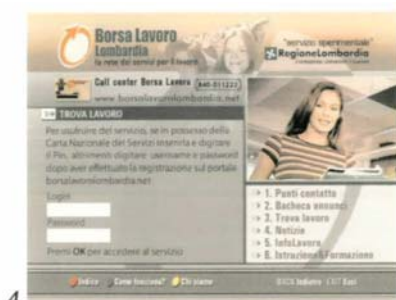 Borsa Lavoro
Lombardia
la rete dei servizi per il lavoro
"servizio sperimentale"
RegioneLombardia
Call center Borsa Lavoro
www.borsalavorolombardia.net
TROVA LAVORO
Per usufruire del servizio, se in possesso della
Carta Nazionale dei Servizi inserirla e digitare
il Pin, altrimenti digitare username e password
dopo aver effettuato la registrazione sul portale
borsalavorolombardia.net
Login
Password
Premi OK per accedere al servizio
1. Punti contatto
2. Bacheca annunci
3. Trova lavoro
4. Notizie
5. InfoLavoro
6. Istruzione&Formazione
Indice Come funziona? Chi siamo
BACK Indietro EXIT Esci
4